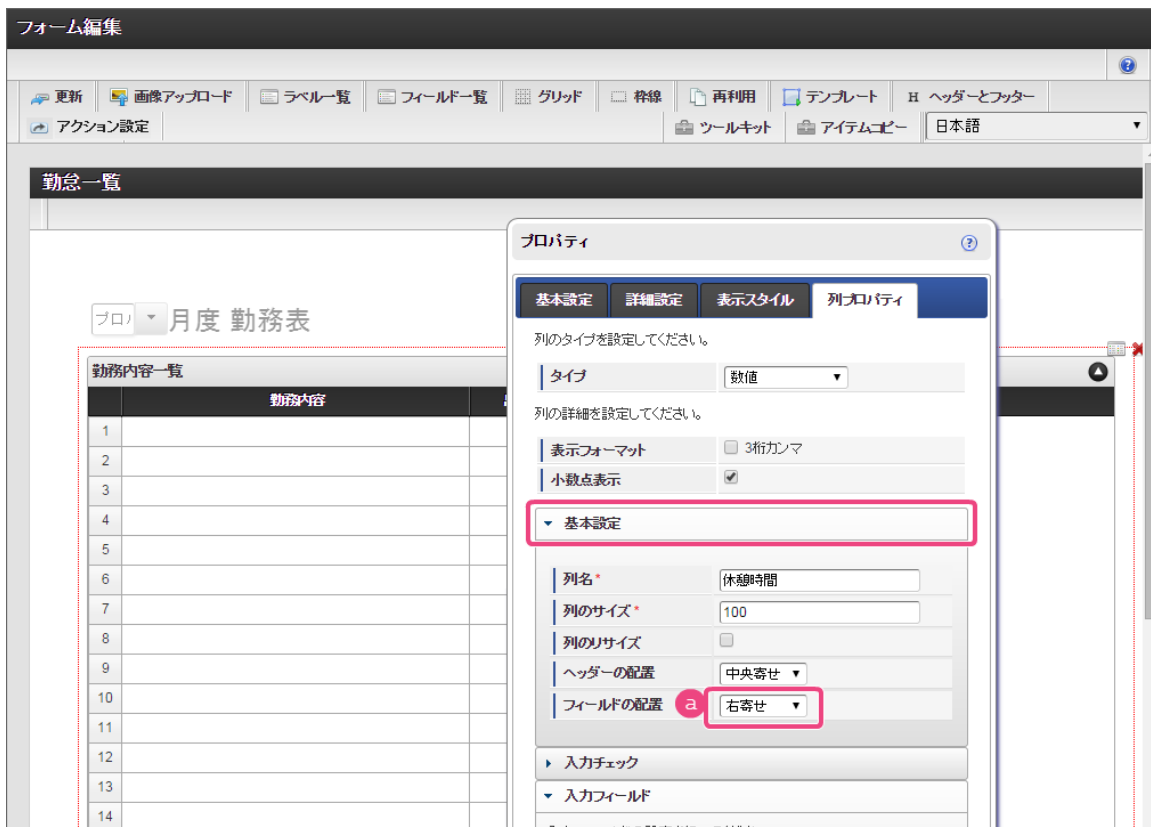 フォーム編集
更新 画像アップロード ラベル一覧 フィールド一覧 グリッド 枠線 再利用 テンプレート H ヘッダーとフッター
アクション設定 ツールキット アイテムコピー 日本語
勤怠一覧
プロパティ
基本設定 詳細設定 表示スタイル 列プロパティ
月度 勤務表
列のタイプを設定してください。
勤務内容一覧
タイプ 数値
勤務内容
列の詳細を設定してください。
1
表示フォーマット 3桁カンマ
2
小数点表示
3
4
基本設定
5
6
列名* 休憩時間
7
列のサイズ* 100
8
列のリサイズ
9
ヘッダーの配置 中央寄せ
10
フィールドの配置 a 右寄せ
11
12
入力チェック
13
入力フィールド
14